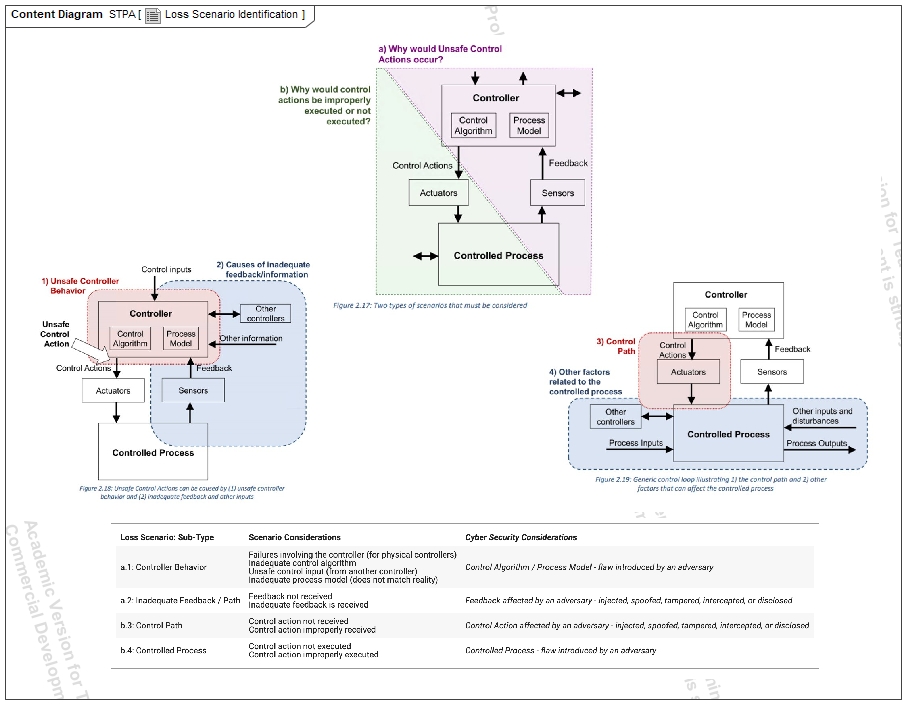 Content Diagram STPA [ Loss Scenario Identification ]
a) Why would Unsafe Control
Actions occur?
b) Why would control
actions be improperly
executed or not
executed?
Controller
Control
Algorithm
Process
Model
Control Actions
Feedback
Actuators
Sensors
Controlled Process
Figure 2.17: Two types of scenarios that must be considered
1) Unsafe Controller
Behavior
2) Causes of inadequate
feedback/information
Control inputs
Controller
Control
Algorithm
Process
Model
Other
controllers
Other information
Unsafe
Control
Action
Control Actions
Feedback
Actuators
Sensors
Controlled Process
Figure 2.18: Unsafe Control Actions can be caused by (1) unsafe controller
behavior and (2) inadequate feedback and other inputs
Controller
Control
Algorithm
Process
Model
3) Control
Path
Control
Actions
Feedback
Actuators
Sensors
4) Other factors
related to the
controlled process
Other
controllers
Other inputs and
disturbances
Process Inputs
Controlled Process
Process Outputs
Figure 2.19: Generic control loop illustrating 1) the control path and 2) other
factors that can affect the controlled process
Loss Scenario: Sub-Type Scenario Considerations Cyber Security Considerations
a.1: Controller Behavior
Failures involving the controller (for physical controllers)
Inadequate control algorithm
Unsafe control input (from another controller)
Inadequate process model (does not match reality)
Control Algorithm / Process Model - flaw introduced by an adversary
a.2: Inadequate Feedback / Path
Feedback not received
Inadequate feedback is received
Feedback affected by an adversary - injected, spoofed, tampered, intercepted, or disclosed
b.3: Control Path
Control action not received
Control action improperly received
Control Action affected by an adversary - injected, spoofed, tampered, intercepted, or disclosed
b.4: Controlled Process
Control action not executed
Control action improperly executed
Controlled Process - flaw introduced by an adversary
Academic Version for
Commercial Developm